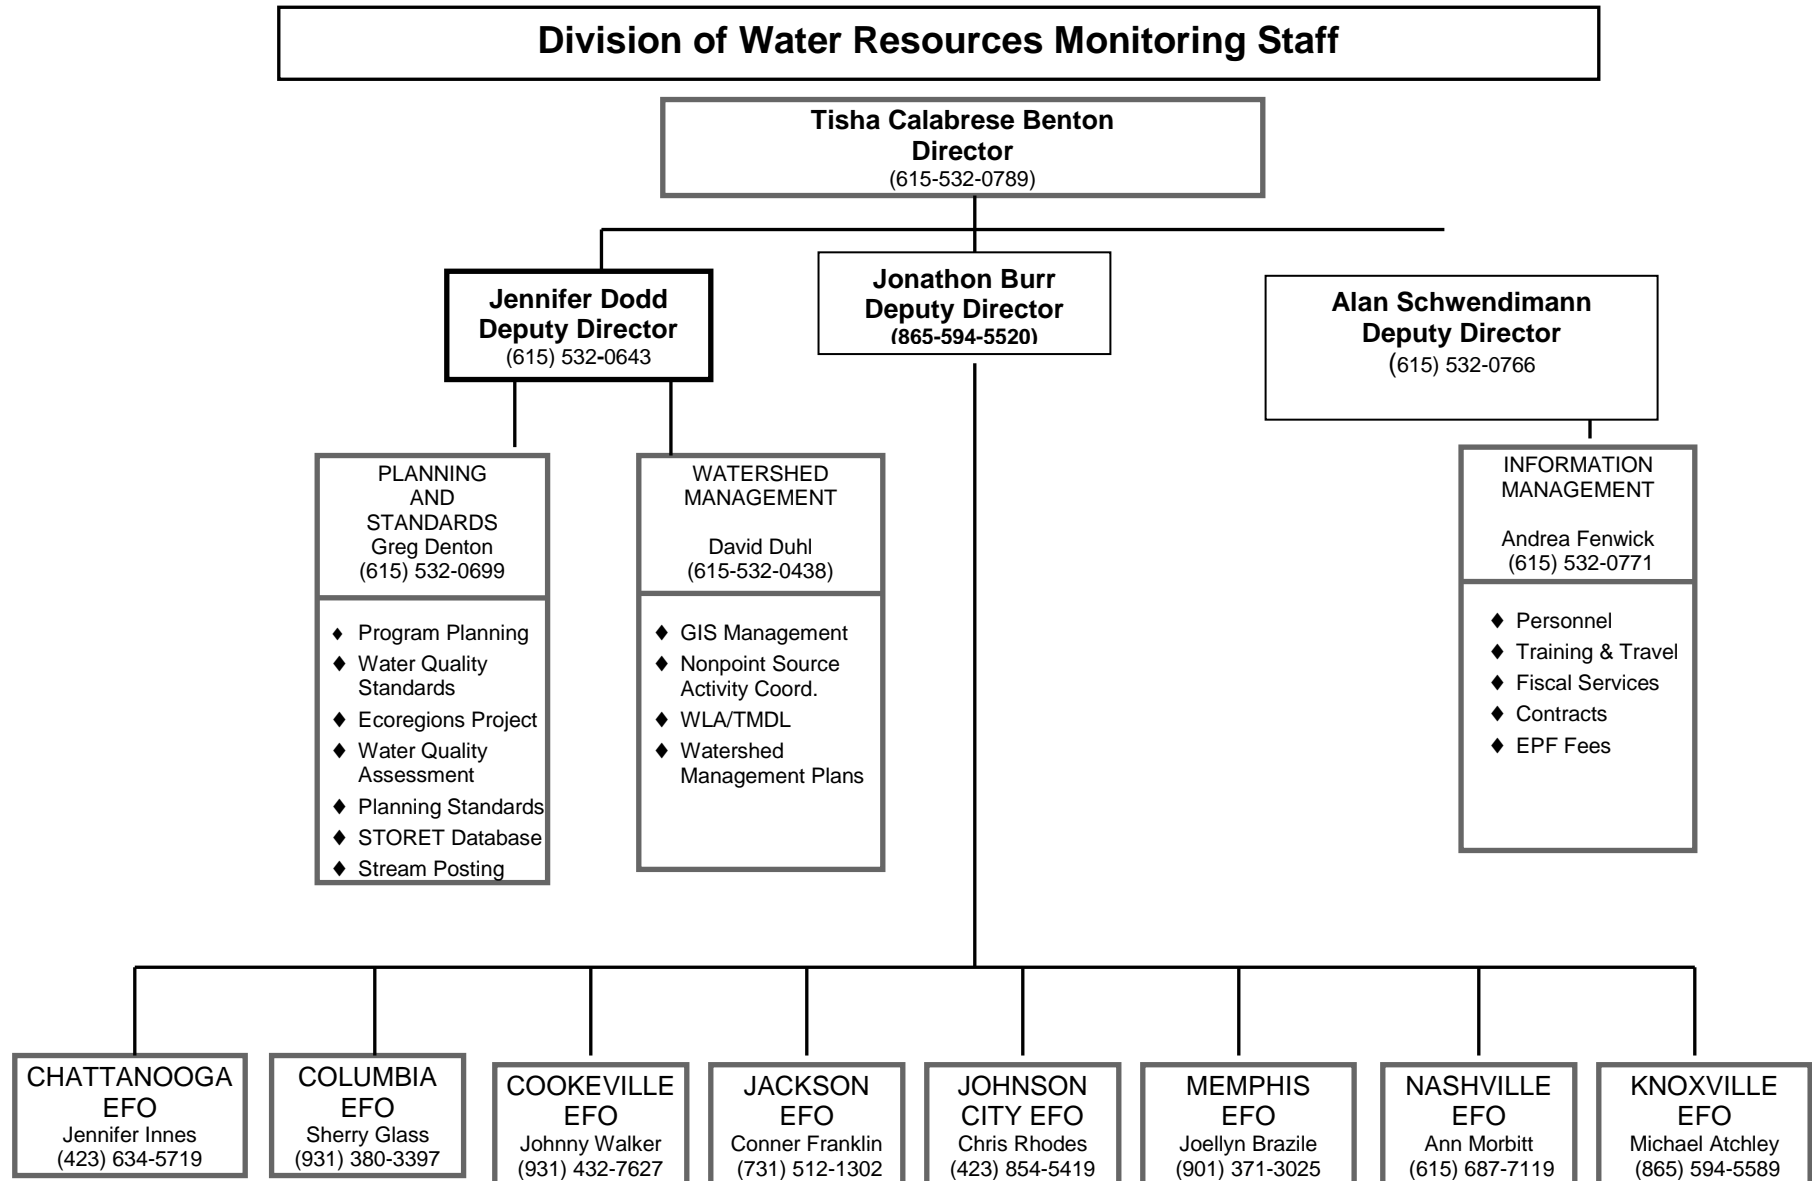 Division of Water Resources Monitoring Staff
Tisha Calabrese Benton
Director
(615-532-0789)
Jennifer Dodd
Deputy Director
(615) 532-0643
Jonathon Burr
Deputy Director
(865-594-5520)
Alan Schwendimann
Deputy Director
(615) 532-0766
PLANNING
AND
STANDARDS
Greg Denton
(615) 532-0699
♦ Program Planning
♦ Water Quality
Standards
♦ Ecoregions Project
♦ Water Quality
Assessment
♦ Planning Standards
♦ STORET Database
♦ Stream Posting
WATERSHED
MANAGEMENT
David Duhl
(615-532-0438)
♦ GIS Management
♦ Nonpoint Source
Activity Coord.
♦ WLA/TMDL
♦ Watershed
Management Plans
INFORMATION
MANAGEMENT
Andrea Fenwick
(615) 532-0771
♦ Personnel
♦ Training & Travel
♦ Fiscal Services
♦ Contracts
♦ EPF Fees
CHATTANOOGA
EFO
Jennifer Innes
(423) 634-5719
COLUMBIA
EFO
Sherry Glass
(931) 380-3397
COOKEVILLE
EFO
Johnny Walker
(931) 432-7627
JACKSON
EFO
Conner Franklin
(731) 512-1302
JOHNSON
CITY EFO
Chris Rhodes
(423) 854-5419
MEMPHIS
EFO
Joellyn Brazile
(901) 371-3025
NASHVILLE
EFO
Ann Morbitt
(615) 687-7119
KNOXVILLE
EFO
Michael Atchley
(865) 594-5589